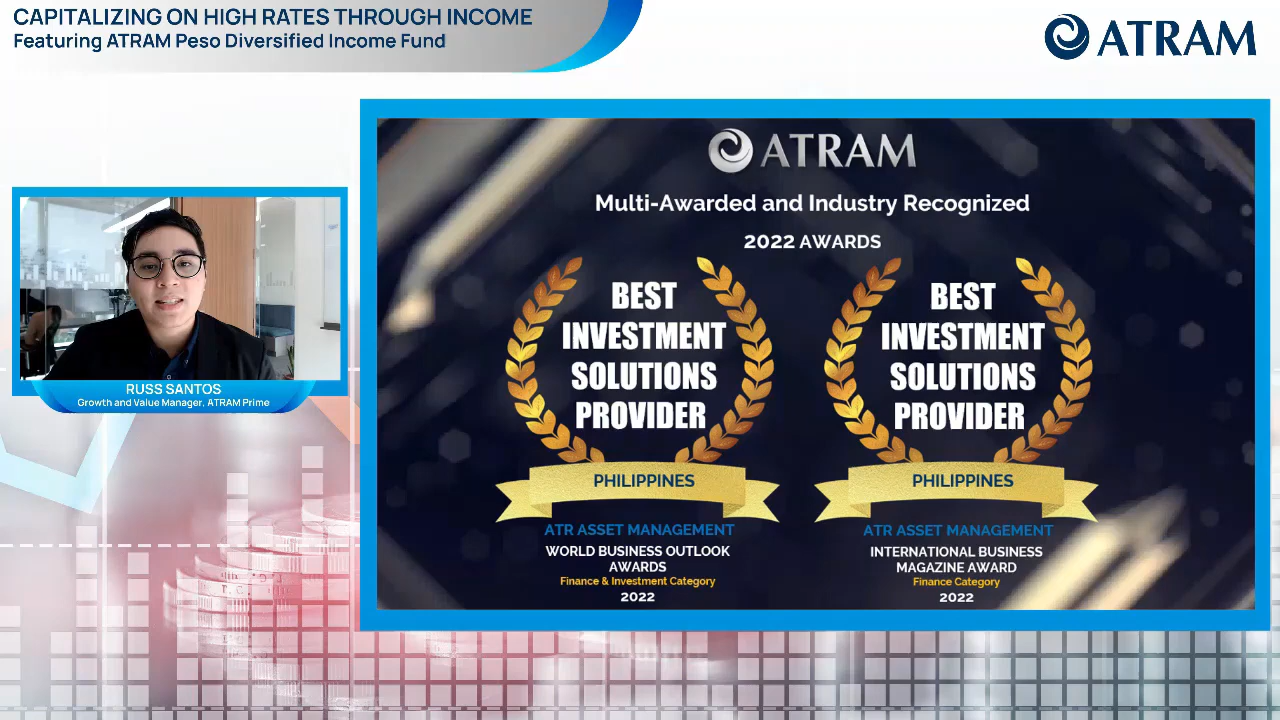 CAPITALIZING ON HIGH RATES THROUGH INCOME
Featuring ATRAM Peso Diversified Income Fund
ATRAM
RUSS SANTOS
Growth and Value Manager, ATRAM Prime
ATRAM
Multi-Awarded and Industry Recognized
2022 AWARDS
BEST
INVESTMENT
SOLUTIONS
PROVIDER
PHILIPPINES
ATR ASSET MANAGEMENT
WORLD BUSINESS OUTLOOK
AWARDS
Finance & Investment Category
2022
BEST
INVESTMENT
SOLUTIONS
PROVIDER
PHILIPPINES
ATR ASSET MANAGEMENT
INTERNATIONAL BUSINESS
MAGAZINE AWARD
Finance Category
2022